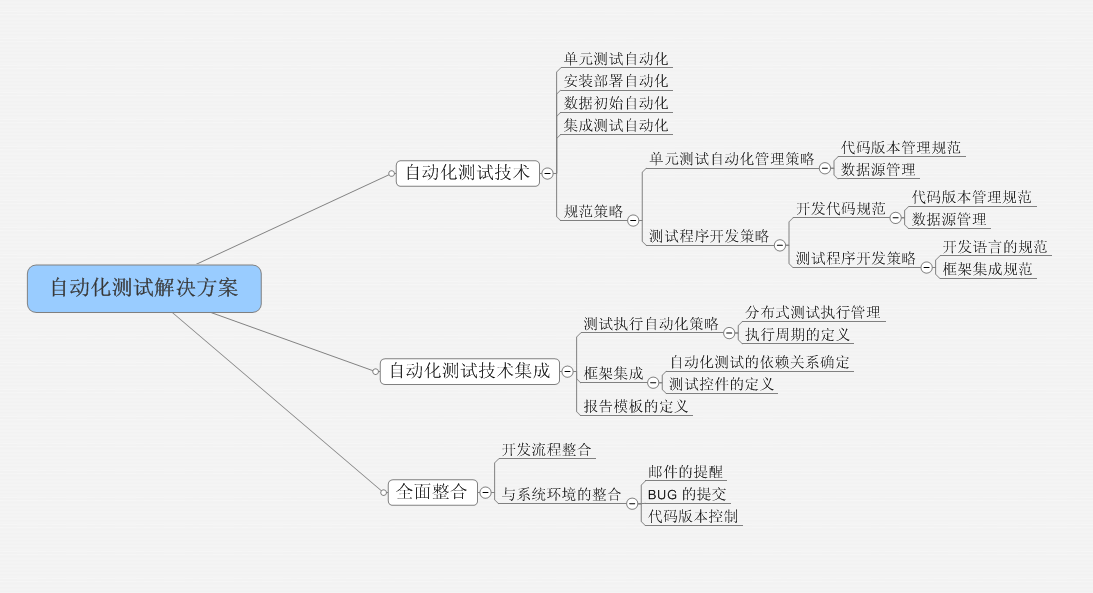 自动化测试解决方案
自动化测试技术
单元测试自动化
安装部署自动化
数据初始自动化
集成测试自动化
规范策略
单元测试自动化管理策略
代码版本管理规范
数据源管理
测试程序开发策略
开发代码规范
代码版本管理规范
数据源管理
测试程序开发策略
开发语言的规范
框架集成规范
自动化测试技术集成
测试执行自动化策略
分布式测试执行管理
执行周期的定义
框架集成
自动化测试的依赖关系确定
测试控件的定义
报告模板的定义
全面整合
开发流程整合
与系统环境的整合
邮件的提醒
BUG 的提交
代码版本控制